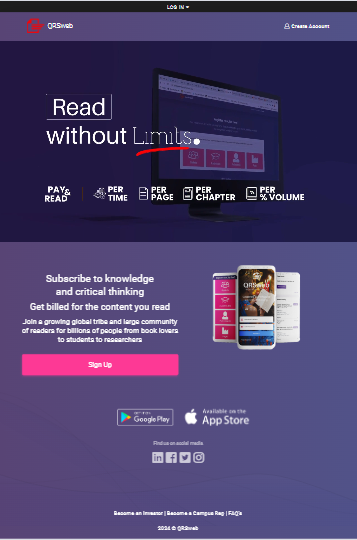 LOG IN
QRSweb
Create Account
Read
without Limits.
PAY& READ
PER TIME
PER PAGE
PER CHAPTER
PER % VOLUME
Subscribe to knowledge
and critical thinking
Get billed for the content you read
Join a growing global tribe and large community
of readers for billions of people from book lovers
to students to researchers
QRSweb
Sign Up
GET IT ON
Google Play
Available on the
App Store
Find us on social media
Become an Investor | Become a Campus Rep | FAQ's
2024 © QRSweb